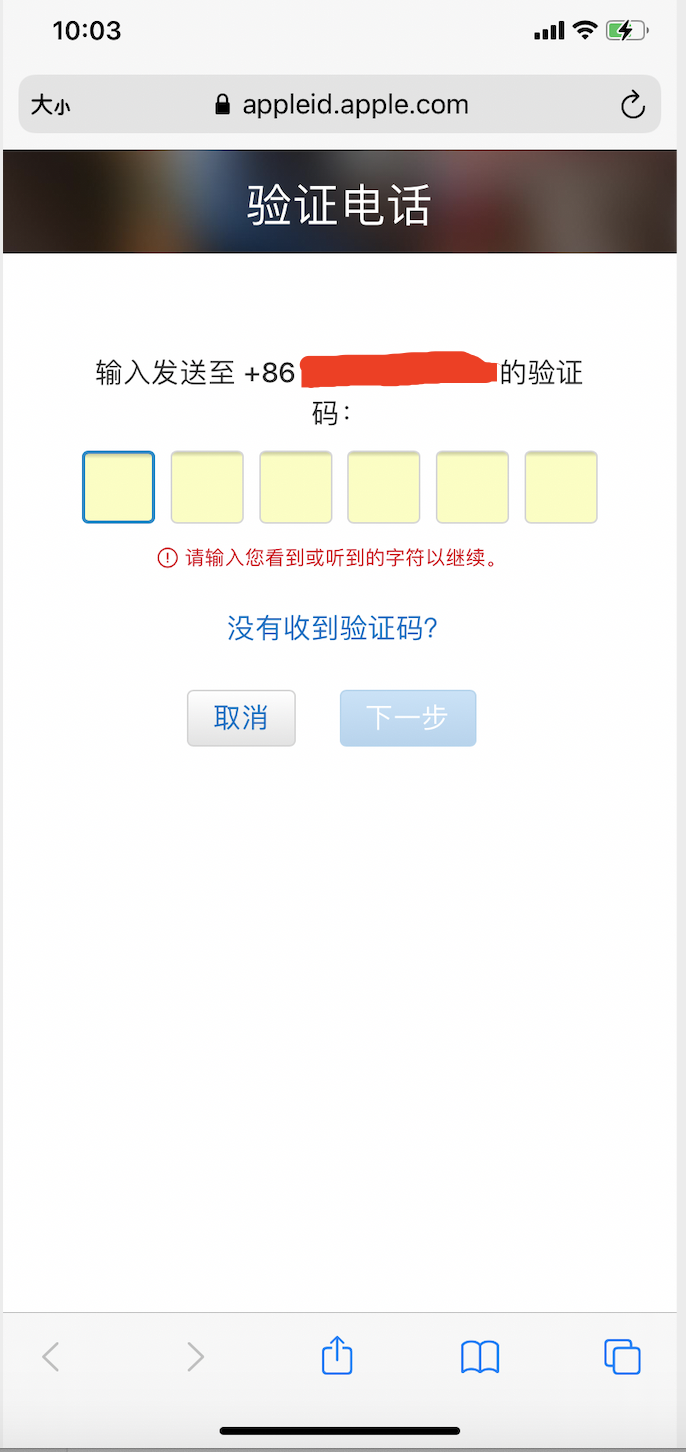 10:03
大小 appleid.apple.com
验证电话
输入发送至 +86 的验证
码：
请输入您看到或听到的字符以继续。
没有收到验证码?
取消 下一步